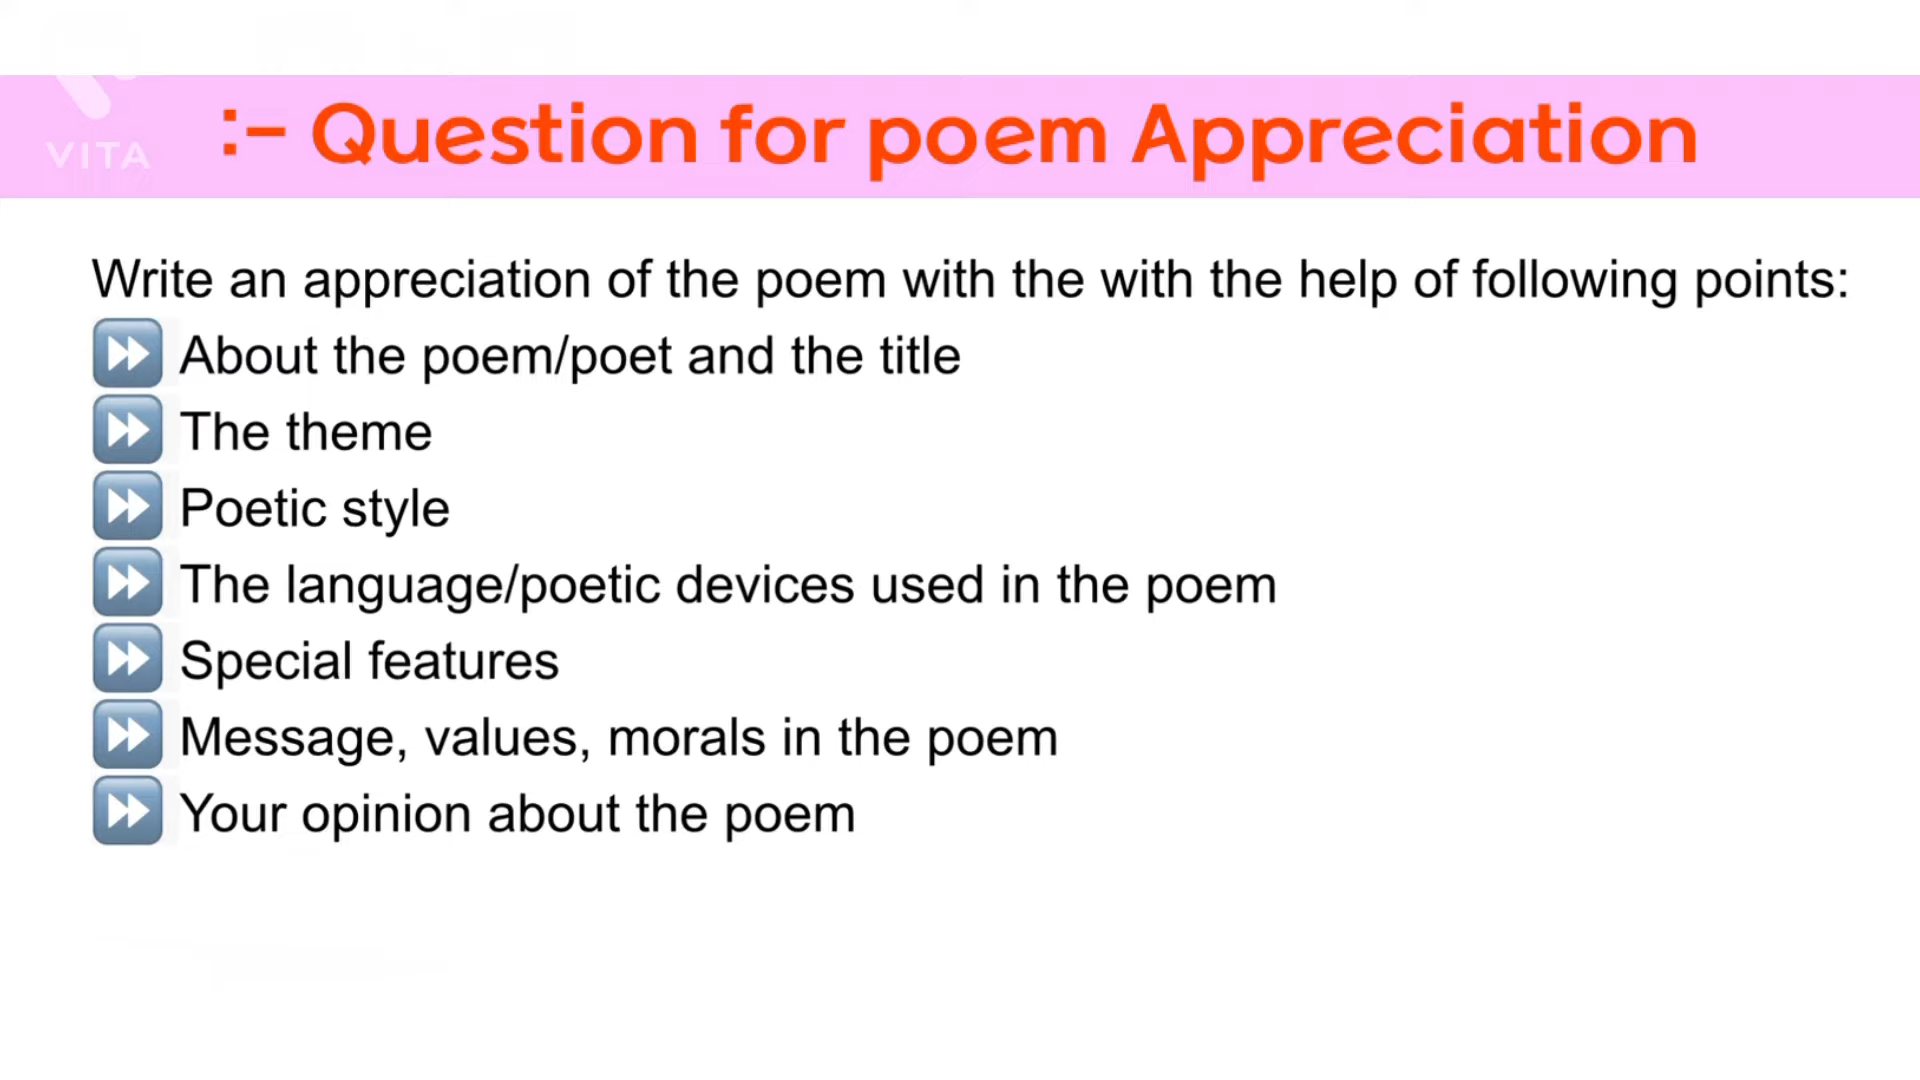 VITA
:- Question for poem Appreciation
Write an appreciation of the poem with the with the help of following points:
⏩ About the poem/poet and the title
⏩ The theme
⏩ Poetic style
⏩ The language/poetic devices used in the poem
⏩ Special features
⏩ Message, values, morals in the poem
⏩ Your opinion about the poem